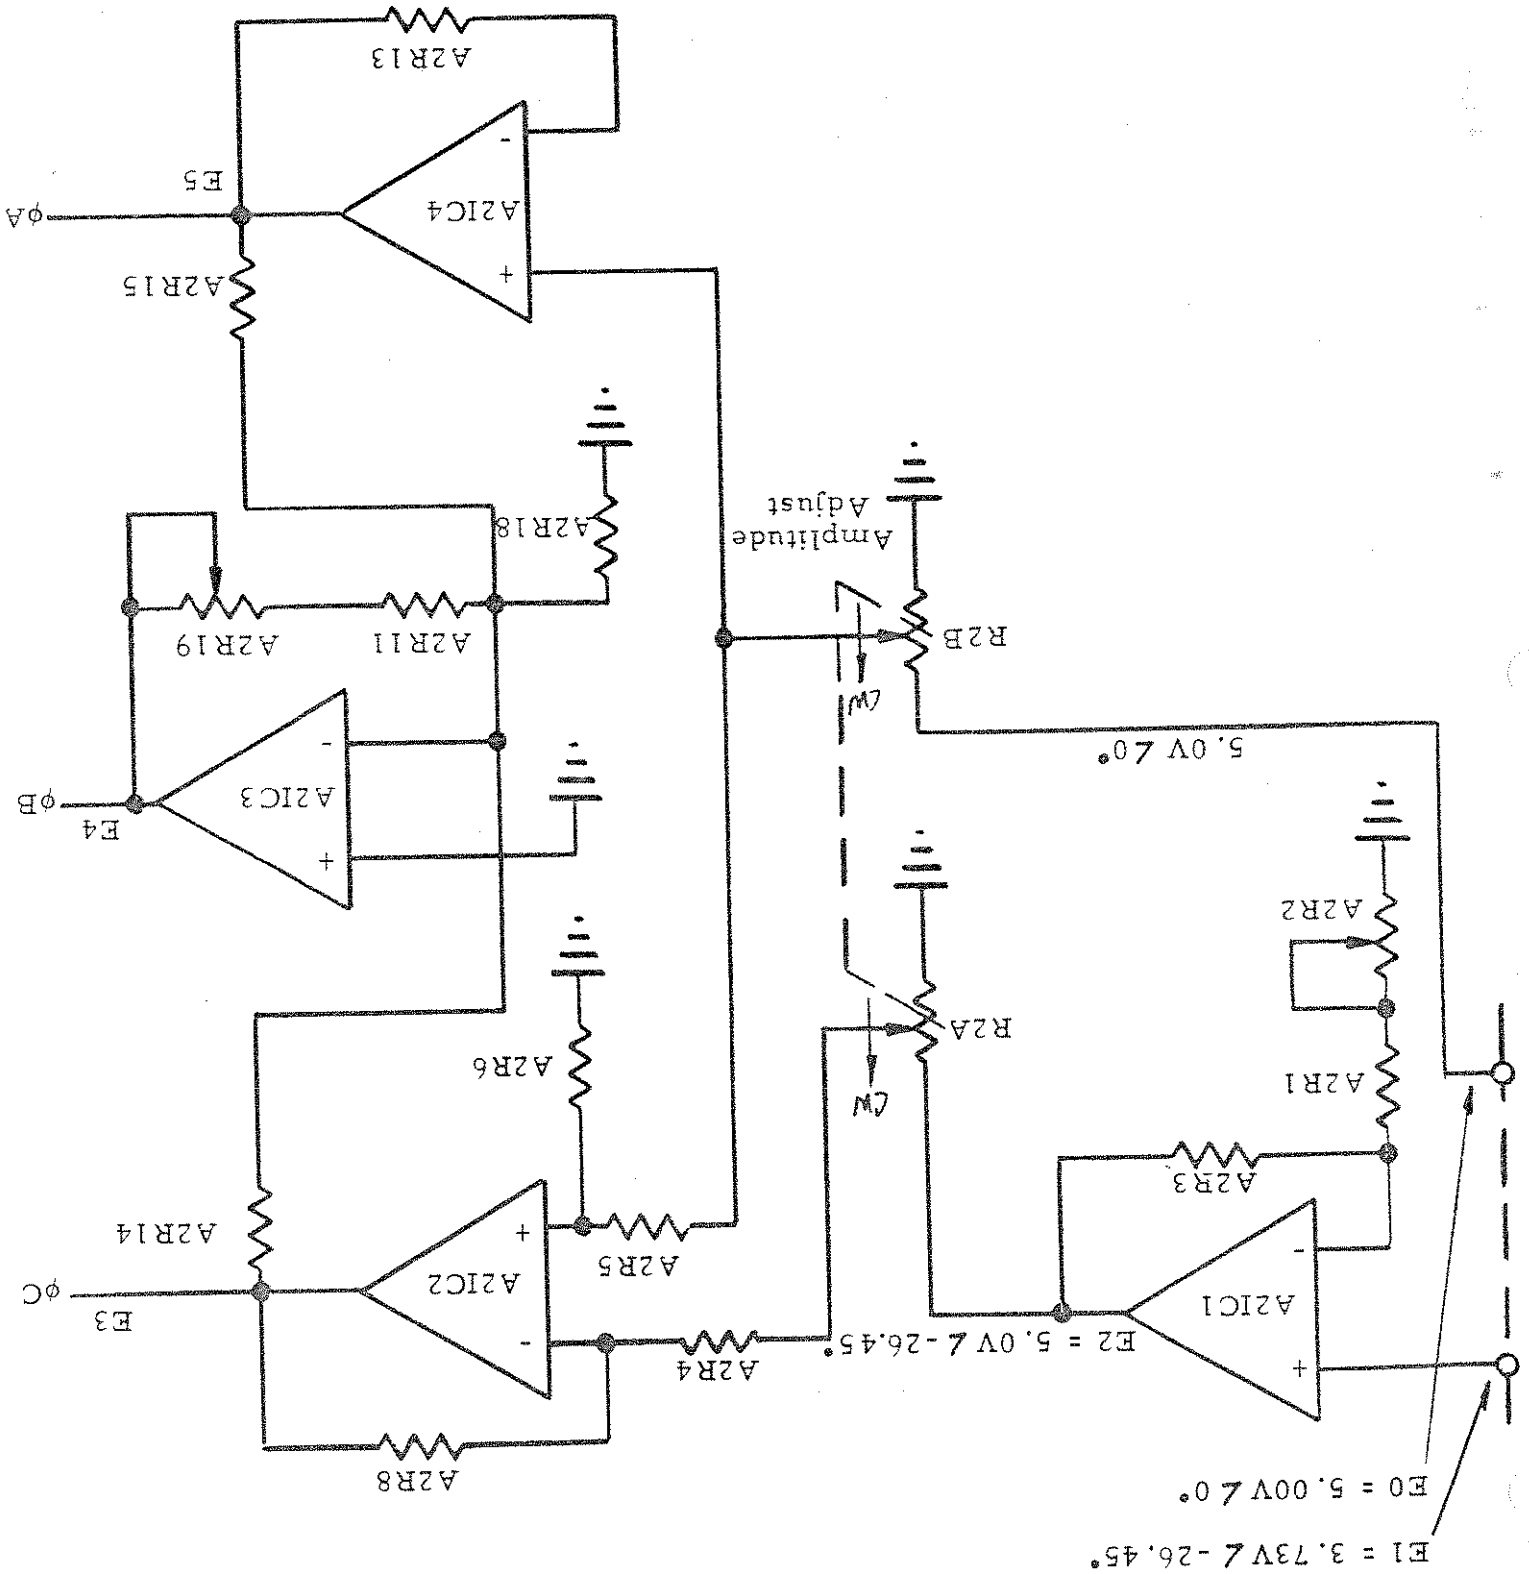 E1 = 3.73V ∠ -26.45°
E0 = 5.00V ∠ 0°
A2R8
A2R4
E2 = 5.0V ∠ -26.45°
A2IC1
+
-
A2IC2
-
+
E3
φC
A2R5
A2R14
A2R3
A2R1
A2R2
CW
R2A
A2R6
A2IC3
+
-
E4
φB
5.0V ∠ 0°
CW
R2B
Amplitude
Adjust
A2R11
A2R19
A2R18
A2R15
A2IC4
+
-
E5
φA
A2R13